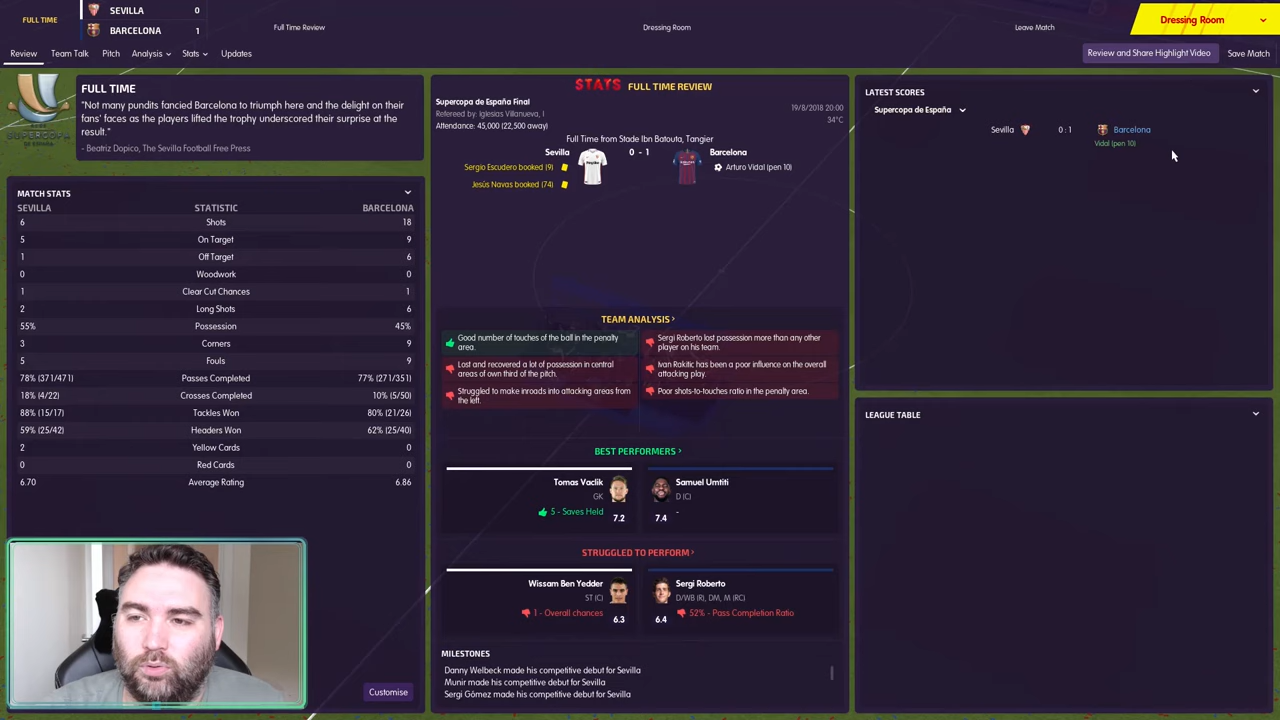 FULL TIME
SEVILLA 0
BARCELONA 1
Full Time Review
Dressing Room
Leave Match
Dressing Room
Review
Team Talk
Pitch
Analysis
Stats
Updates
Review and Share Highlight Video
Save Match
FULL TIME
"Not many pundits fancied Barcelona to triumph here and the delight on their
fans' faces as the players lifted the trophy underscored their surprise at the
result."
- Beatriz Dopico, The Sevilla Football Free Press
MATCH STATS
SEVILLA STATISTIC BARCELONA
6 Shots 18
5 On Target 9
1 Off Target 6
0 Woodwork 0
1 Clear Cut Chances 1
2 Long Shots 6
55% Possession 45%
3 Corners 9
5 Fouls 9
78% (371/471) Passes Completed 77% (271/351)
18% (4/22) Crosses Completed 10% (5/50)
88% (15/17) Tackles Won 80% (21/26)
59% (25/42) Headers Won 62% (25/40)
2 Yellow Cards 0
0 Red Cards 0
6.70 Average Rating 6.86
Customise
STATS FULL TIME REVIEW
Supercopa de España Final
Refereed by: Iglesias Villanueva, I
Attendance: 45,000 (22,500 away)
19/8/2018 20:00
34°C
Full Time from Stade Ibn Batouta, Tangier
Sevilla 0 - 1 Barcelona
Sergio Escudero booked (9)
Jesús Navas booked (74)
Arturo Vidal (pen 10)
TEAM ANALYSIS >
Good number of touches of the ball in the penalty
area.
Lost and recovered a lot of possession in central
areas of own third of the pitch.
Struggled to make inroads into attacking areas from
the left.
Sergi Roberto lost possession more than any other
player on his team.
Ivan Rakitic has been a poor influence on the overall
attacking play.
Poor shots-to-touches ratio in the penalty area.
BEST PERFORMERS >
Tomas Vaclik
GK
5 - Saves Held
7.2
Samuel Umtiti
D (C)
-
7.4
STRUGGLED TO PERFORM >
Wissam Ben Yedder
ST (C)
1 - Overall chances
6.3
Sergi Roberto
D/WB (R), DM, M (RC)
52% - Pass Completion Ratio
6.4
MILESTONES
Danny Welbeck made his competitive debut for Sevilla
Munir made his competitive debut for Sevilla
Sergi Gómez made his competitive debut for Sevilla
LATEST SCORES
Supercopa de España
Sevilla 0 : 1 Barcelona
Vidal (pen 10)
LEAGUE TABLE